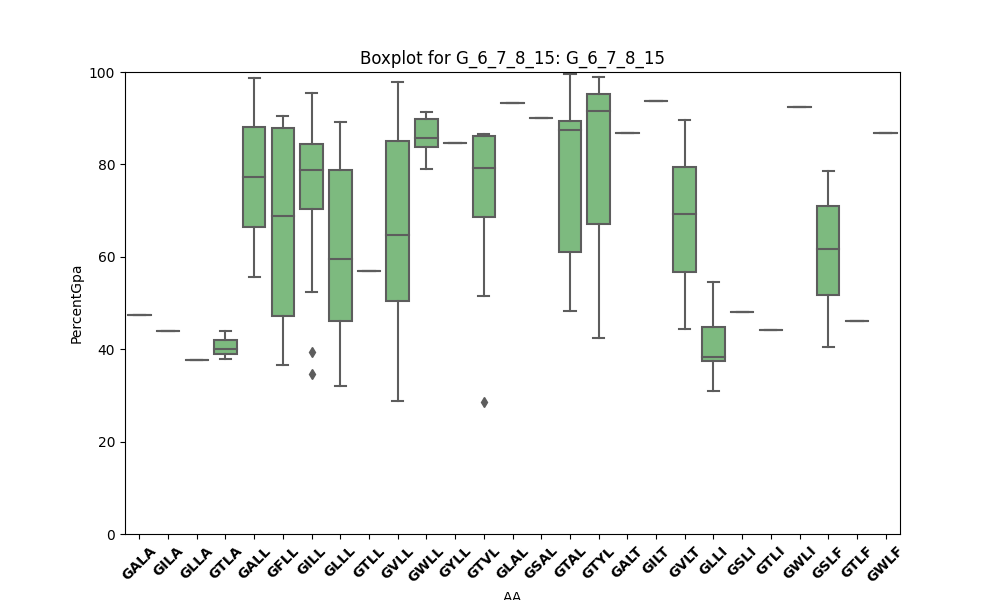 Boxplot for G_6_7_8_15: G_6_7_8_15
100
80
60
40
20
0
PercentGpa
GALA GILA GLLA GTLA GALL GFLL GILL GLLL GTLL GVLL GWLL GYLL GTVL GLAL GSAL GTAL GTYL GALT GILT GVLT GLLI GSLI GTLI GWLI GSLF GTLF GWLF
AA